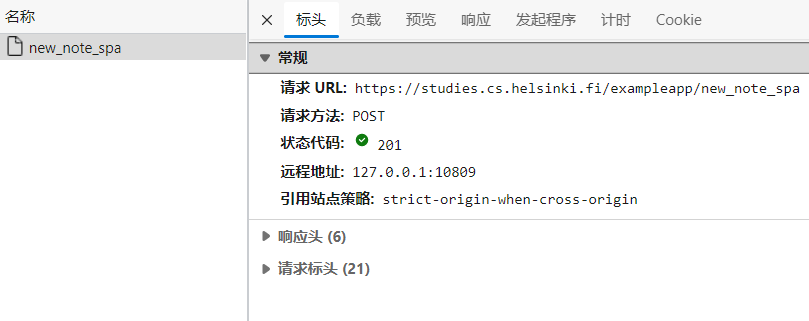 名称
new_note_spa
标头 负载 预览 响应 发起程序 计时 Cookie
常规
请求 URL: https://studies.cs.helsinki.fi/exampleapp/new_note_spa
请求方法: POST
状态代码: 201
远程地址: 127.0.0.1:10809
引用站点策略: strict-origin-when-cross-origin
响应头 (6)
请求标头 (21)